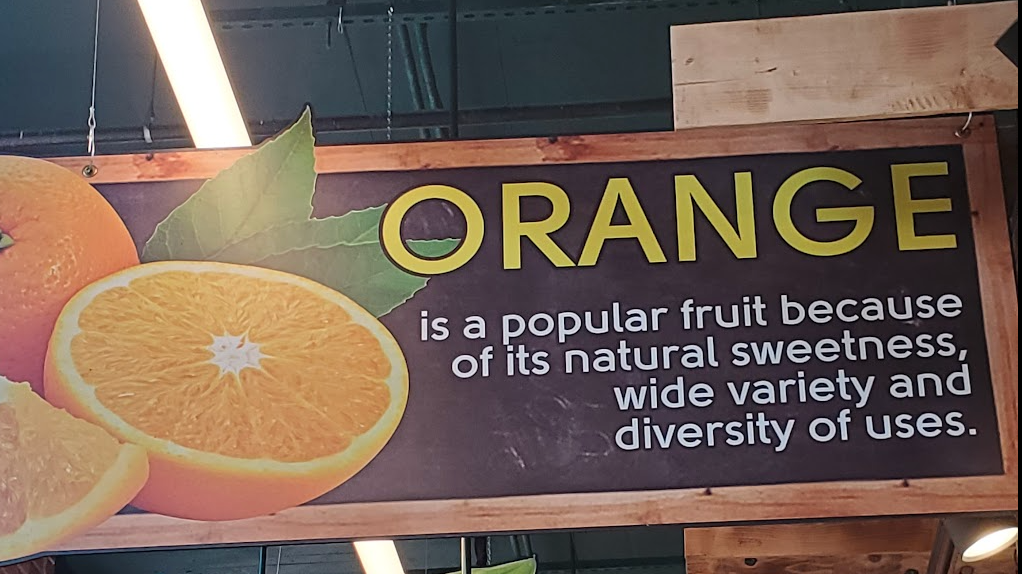 ORANGE
is a popular fruit because
of its natural sweetness,
wide variety and
diversity of uses.